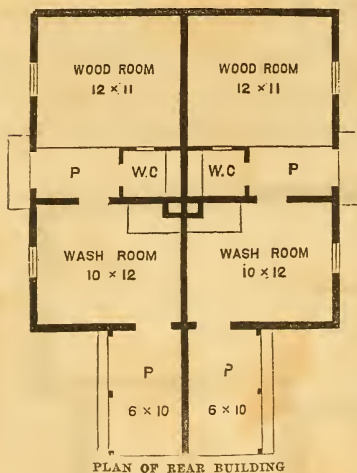 WOOD ROOM
12 × 11
WOOD ROOM
12 × 11
P
W.C
W.C
P
WASH ROOM
10 × 12
WASH ROOM
10 × 12
P
6 × 10
P
6 × 10
PLAN OF REAR BUILDING